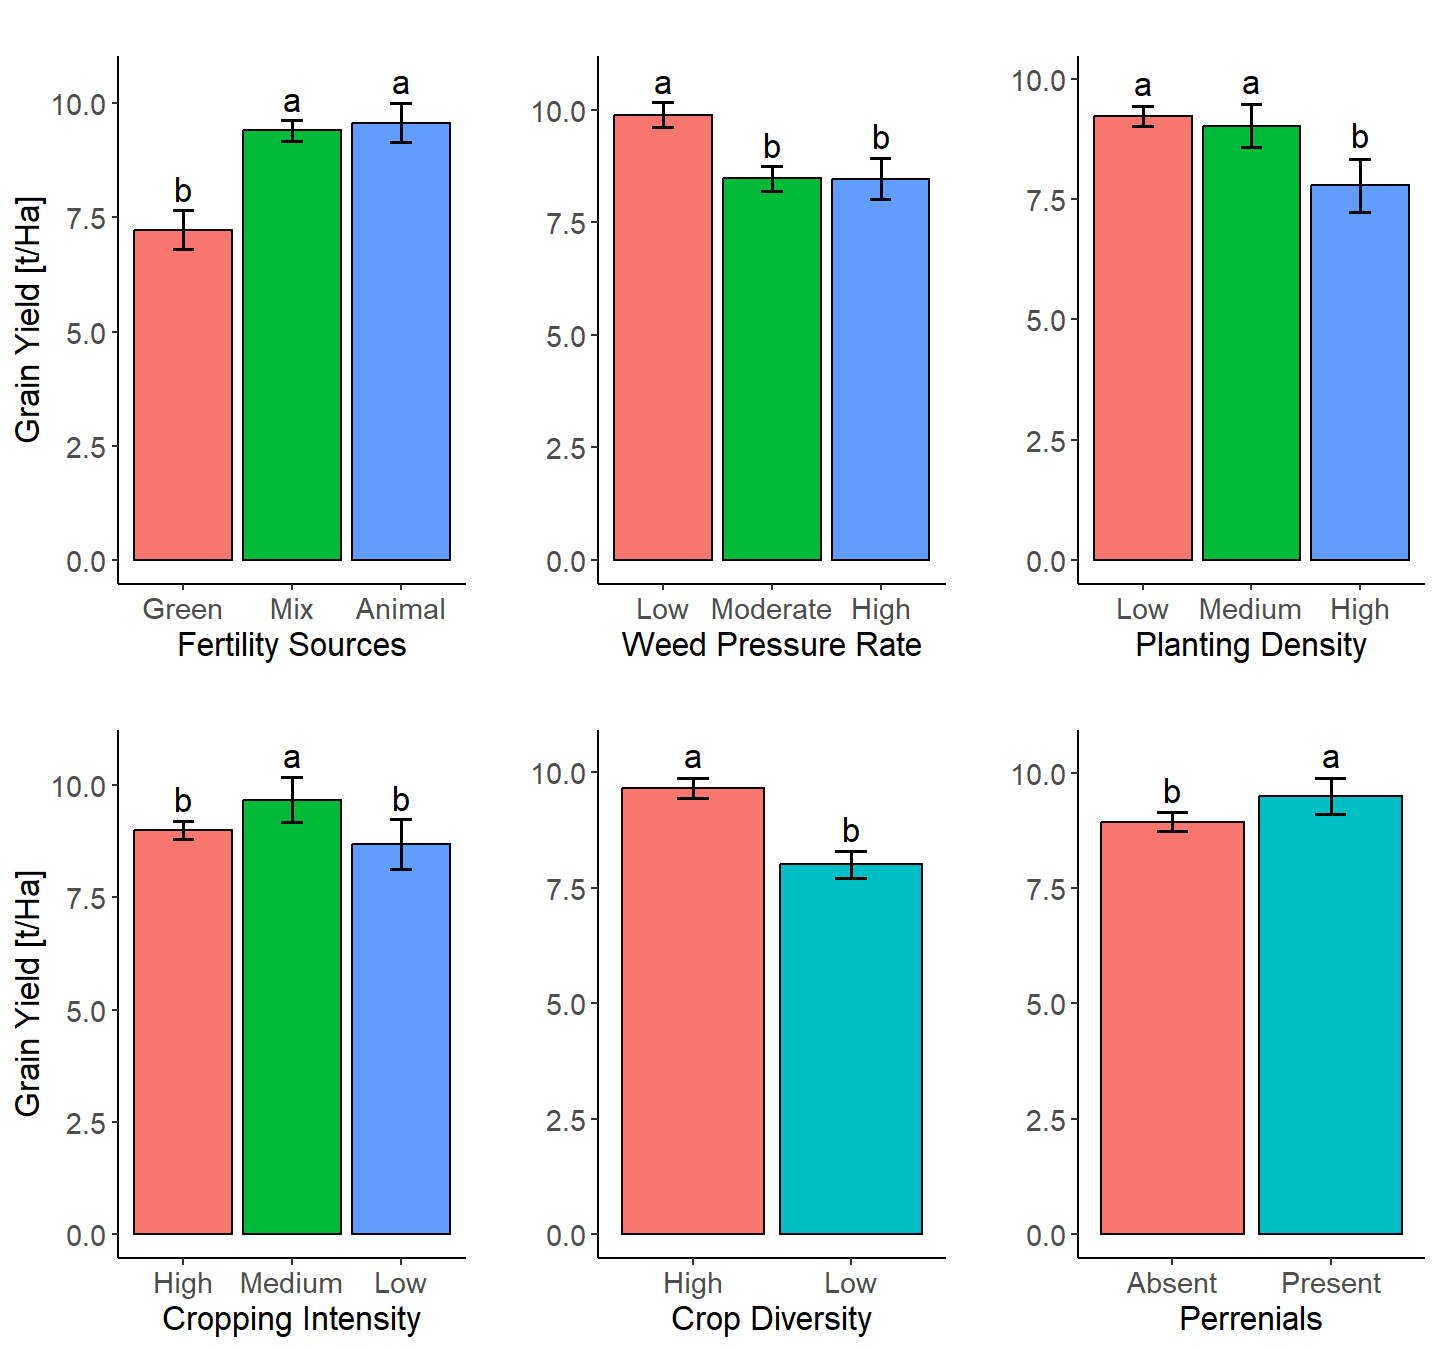 Grain Yield [t/Ha]
10.0
7.5
5.0
2.5
0.0
b
a
a
Green Mix Animal
Fertility Sources
10.0
7.5
5.0
2.5
0.0
a
b
b
Low Moderate High
Weed Pressure Rate
10.0
7.5
5.0
2.5
0.0
a
a
b
Low Medium High
Planting Density
Grain Yield [t/Ha]
10.0
7.5
5.0
2.5
0.0
b
a
b
High Medium Low
Cropping Intensity
10.0
7.5
5.0
2.5
0.0
a
b
High Low
Crop Diversity
10.0
7.5
5.0
2.5
0.0
b
a
Absent Present
Perrenials